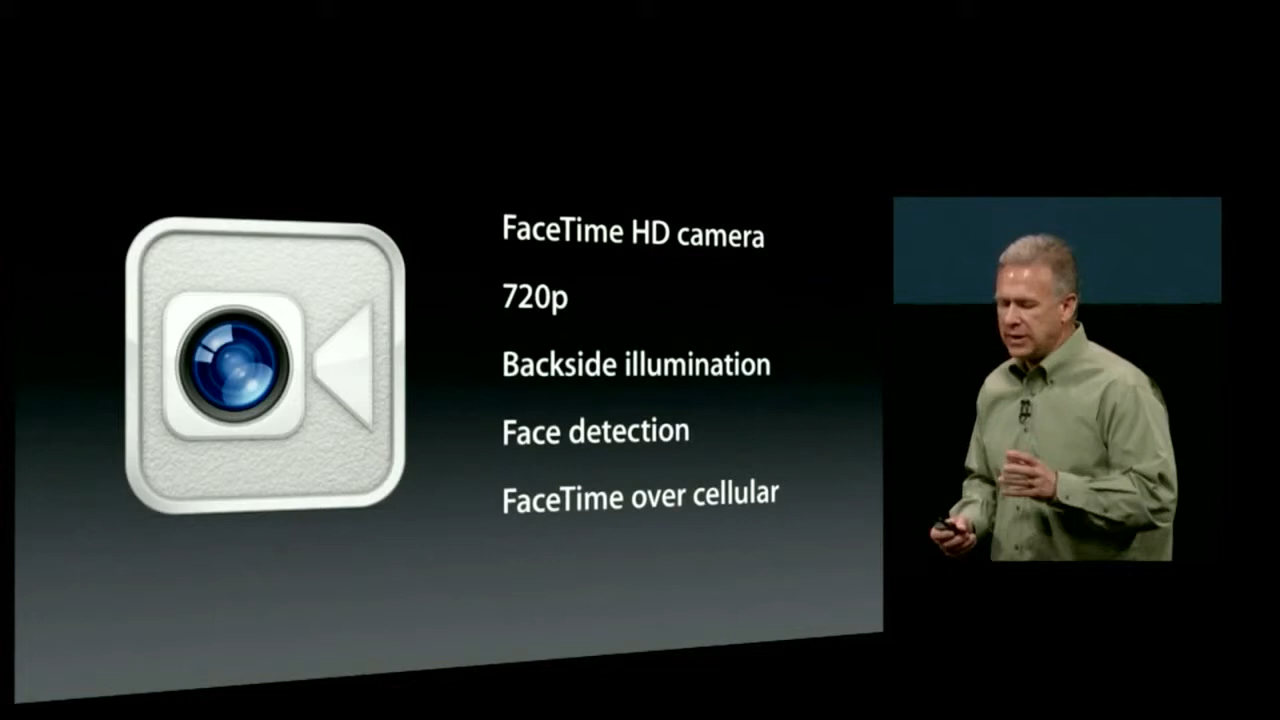 FaceTime HD camera
720p
Backside illumination
Face detection
FaceTime over cellular